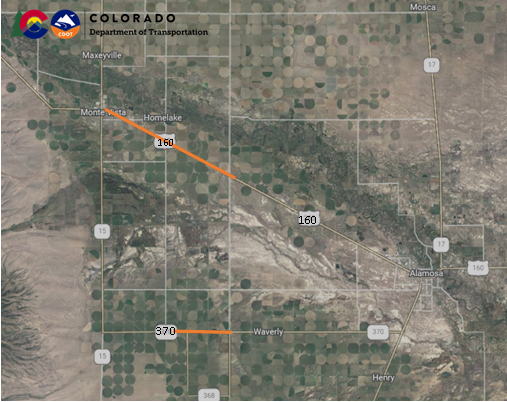 COLORADO
Department of Transportation
CDOT
Mosca
Maxeyville
17
Monte Vista
Homelake
160
160
15
17
Alamosa
160
370
Waverly
370
15
Henry
368